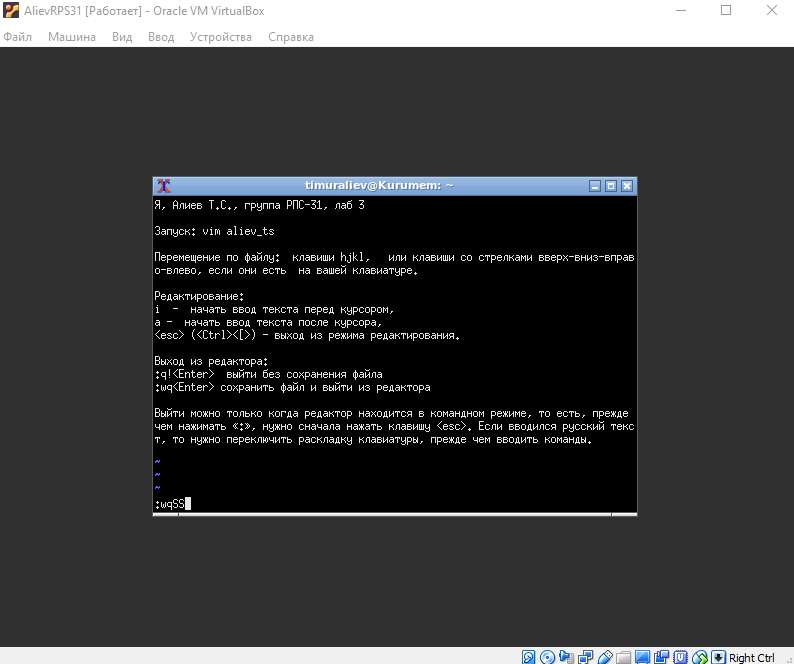 AlievRPS31 [Работает] - Oracle VM VirtualBox
Файл Машина Вид Ввод Устройства Справка
timuraliev@Kurumem: ~
Я, Алиев Т.С., группа РПС-31, лаб 3
Запуск: vim aliev_ts
Перемещение по файлу:  клавиши hjkl,   или клавиши со стрелками вверх-вниз-вправ
о-влево, если они есть  на вашей клавиатуре.
Редактирование:
i  -  начать ввод текста перед курсором,
a -  начать ввод текста после курсора,
<esc> (<Ctrl><[>) - выход из режима редактирования.
Выход из редактора:
:q!<Enter>  выйти без сохранения файла
:wq<Enter> сохранить файл и выйти из редактора
Выйти можно только когда редактор находится в командном режиме, то есть, прежде
чем нажимать «:», нужно сначала нажать клавишу <esc>. Если вводился русский текс
т, то нужно переключить раскладку клавиатуры, прежде чем вводить команды.
~
~
~
:wqSS
Right Ctrl